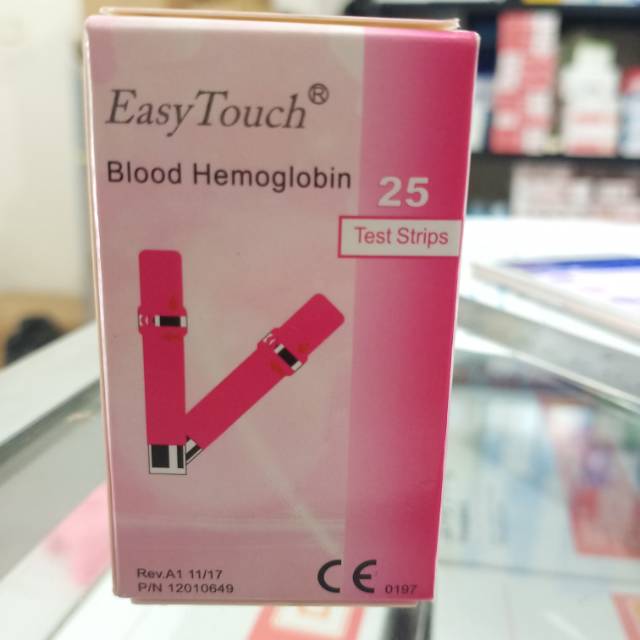 EasyTouch®
Blood Hemoglobin
25
Test Strips
Rev.A1 11/17
P/N 12010649
CE 0197